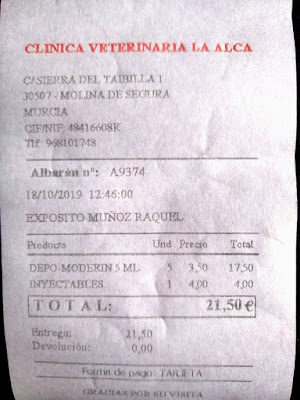 CLINICA VETERINARIA LA ALCA
C/SIERRA DEL TAIBILLA 1
30507 - MOLINA DE SEGURA
MURCIA
CIF/NIF: 48416608K
Tlf: 968101748
Albarán nº: A9374
18/10/2019 12:46:00
EXPOSITO MUÑOZ RAQUEL
Producto Und Precio Total
DEPO-MODERIN 5 ML 5 3,50 17,50
INYECTABLES 1 4,00 4,00
TOTAL: 21,50€
Entrega: 21,50
Devolución: 0,00
Forma de pago: TARJETA
GRACIAS POR SU VISITA